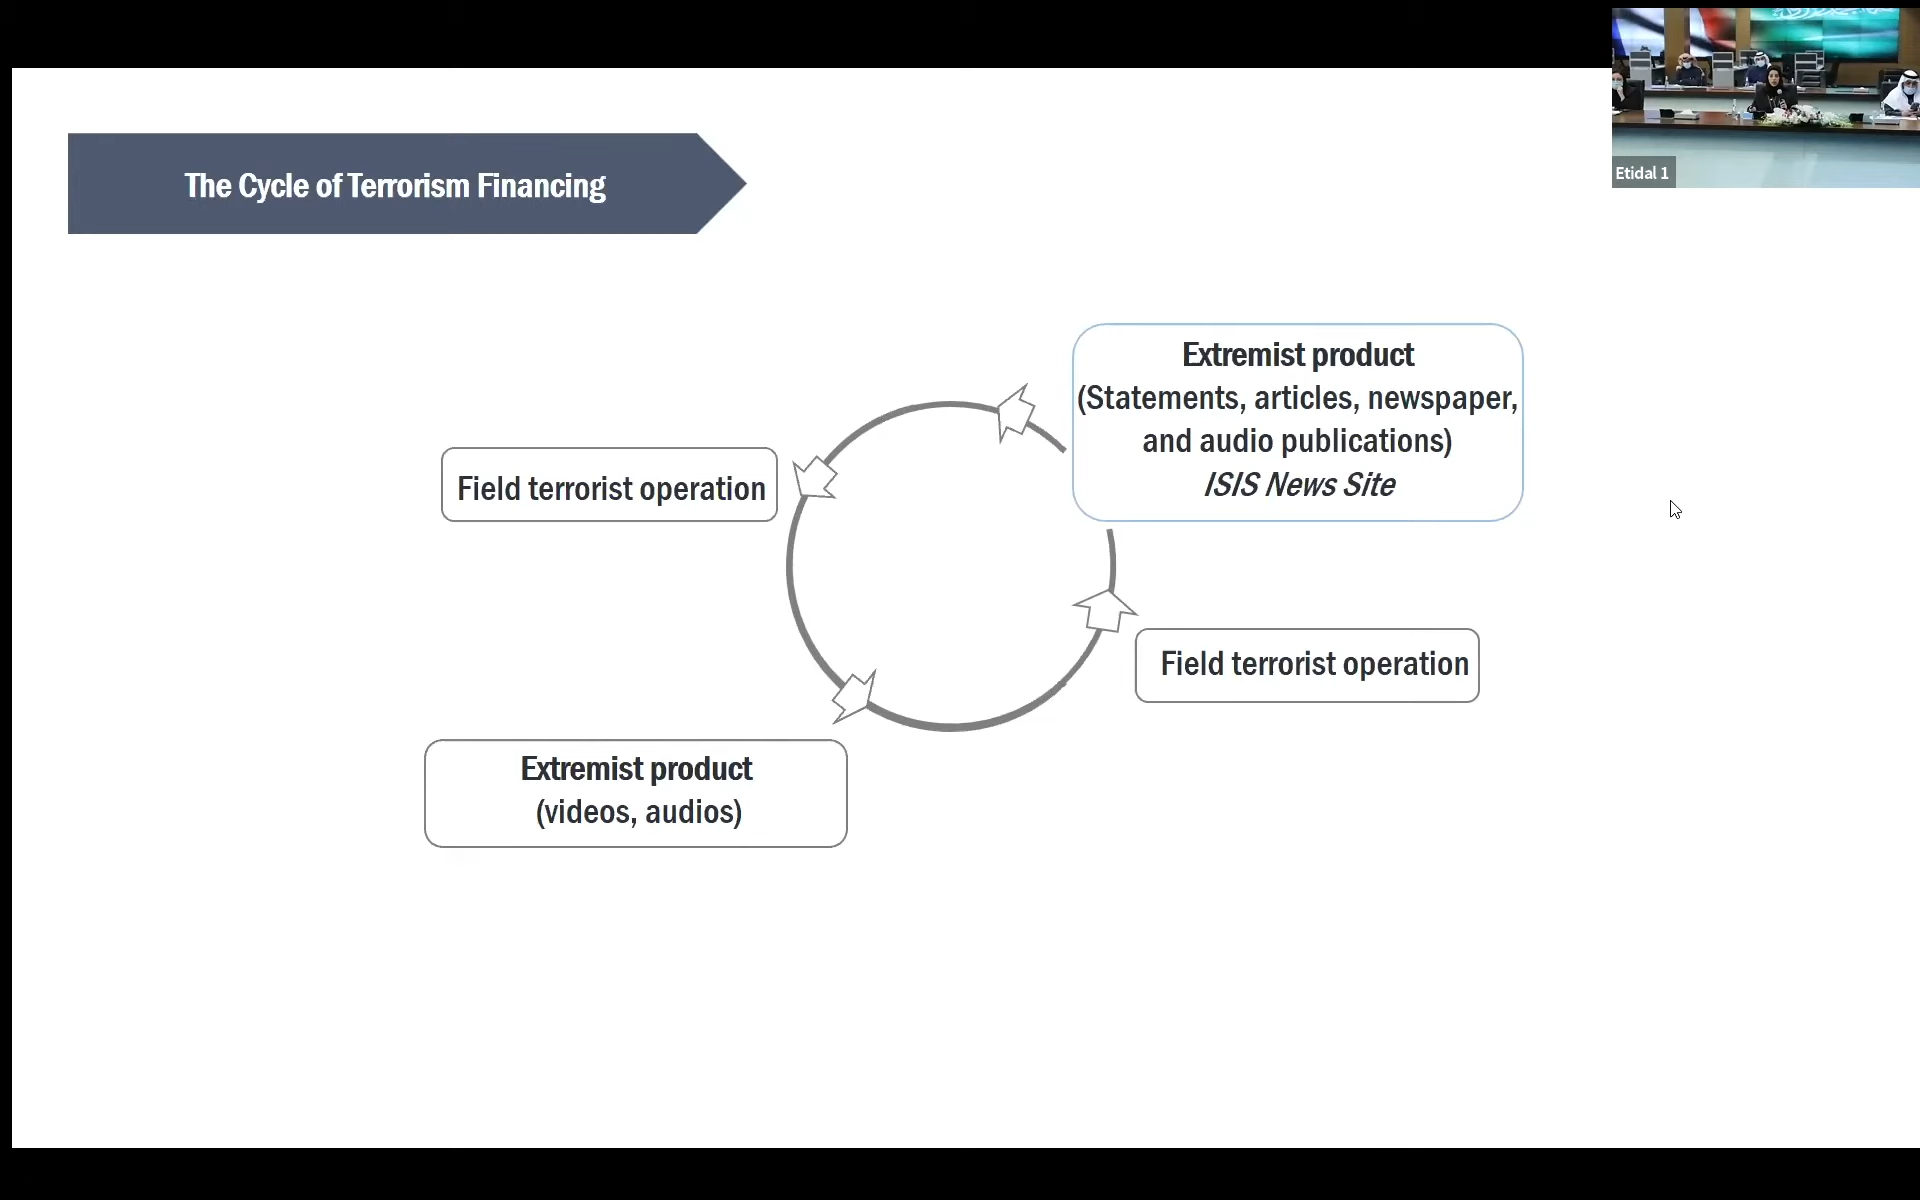 Etidal 1
The Cycle of Terrorism Financing
Extremist product
(Statements, articles, newspaper,
and audio publications)
ISIS News Site
Field terrorist operation
Field terrorist operation
Extremist product
(videos, audios)